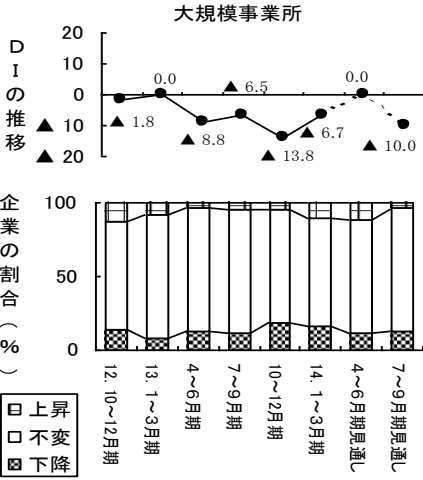 大規模事業所
DIの推移
20
0
▲ 10
▲ 20
▲ 1.8
0.0
▲ 8.8
▲ 6.5
▲ 13.8
▲ 6.7
0.0
▲ 10.0
企業の割合(%)
100
50
0
12. 10～12月期
13. 1～3月期
4～6月期
7～9月期
10～12月期
14. 1～3月期
4～6月期見通し
7～9月期見通し
上昇
不変
下降